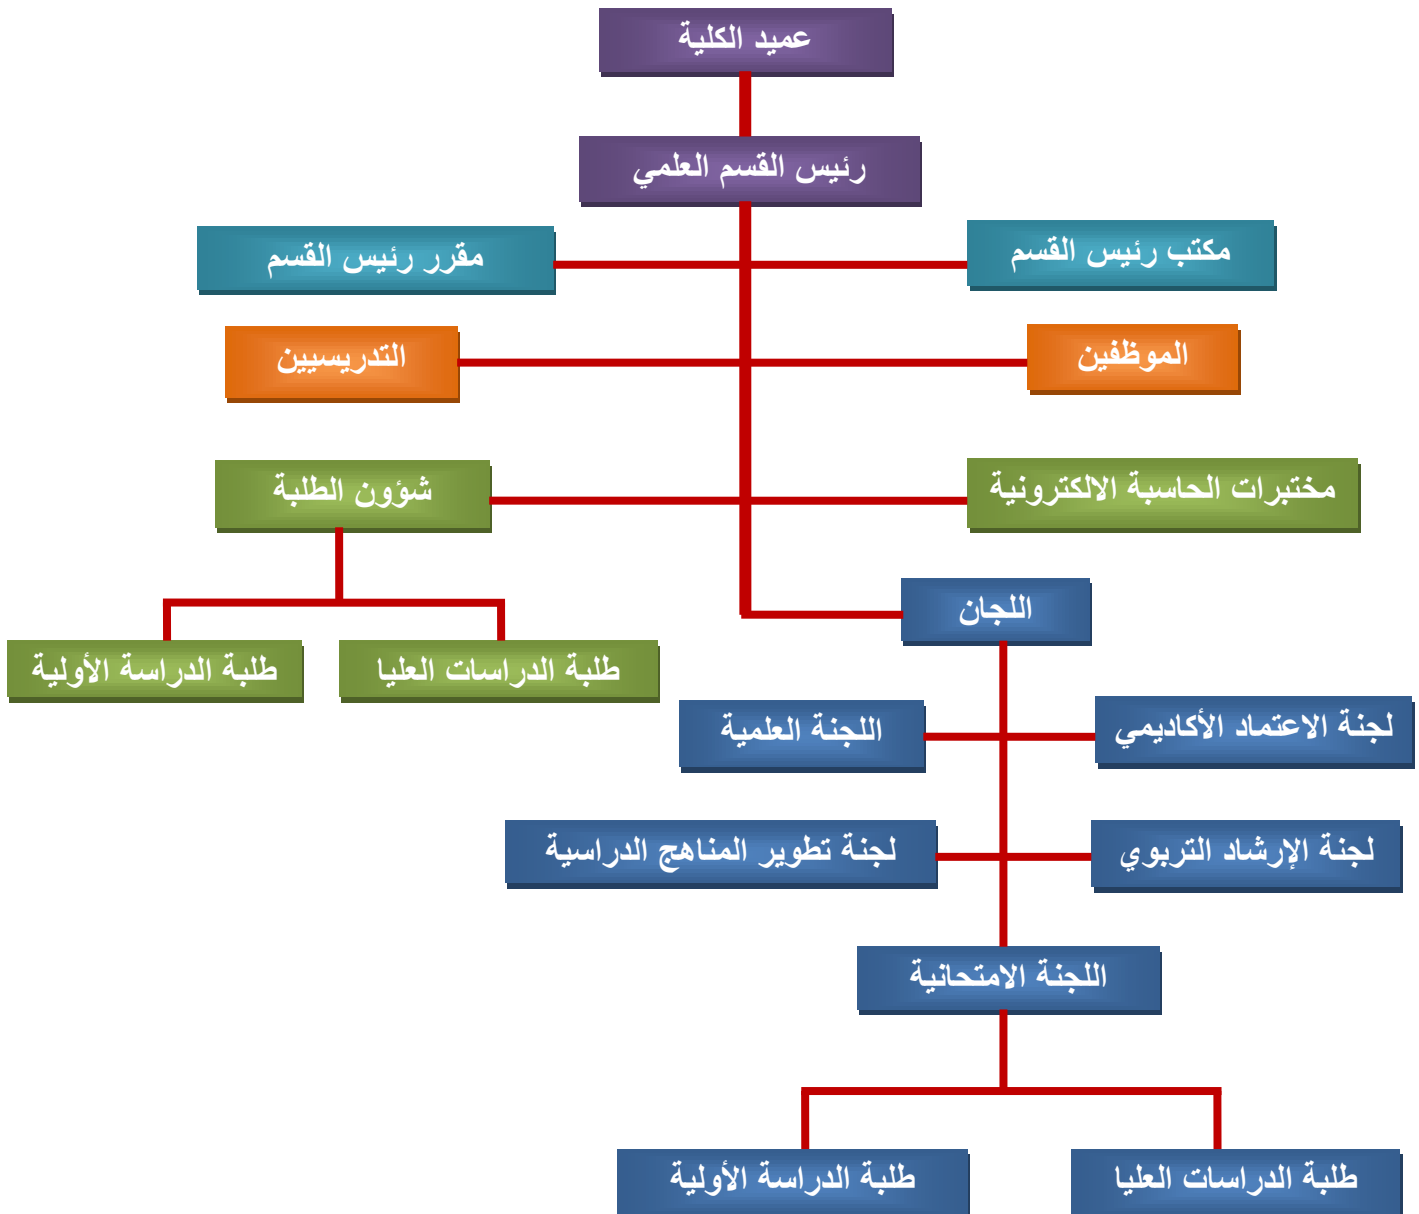 عميد الكلية
رئيس القسم العلمي
مكتب رئيس القسم
مقرر رئيس القسم
الموظفين
التدريسيين
مختبرات الحاسبة الالكترونية
شؤون الطلبة
اللجان
طلبة الدراسات العليا
طلبة الدراسة الأولية
لجنة الاعتماد الأكاديمي
اللجنة العلمية
لجنة الإرشاد التربوي
لجنة تطوير المناهج الدراسية
اللجنة الامتحانية
طلبة الدراسات العليا
طلبة الدراسة الأولية